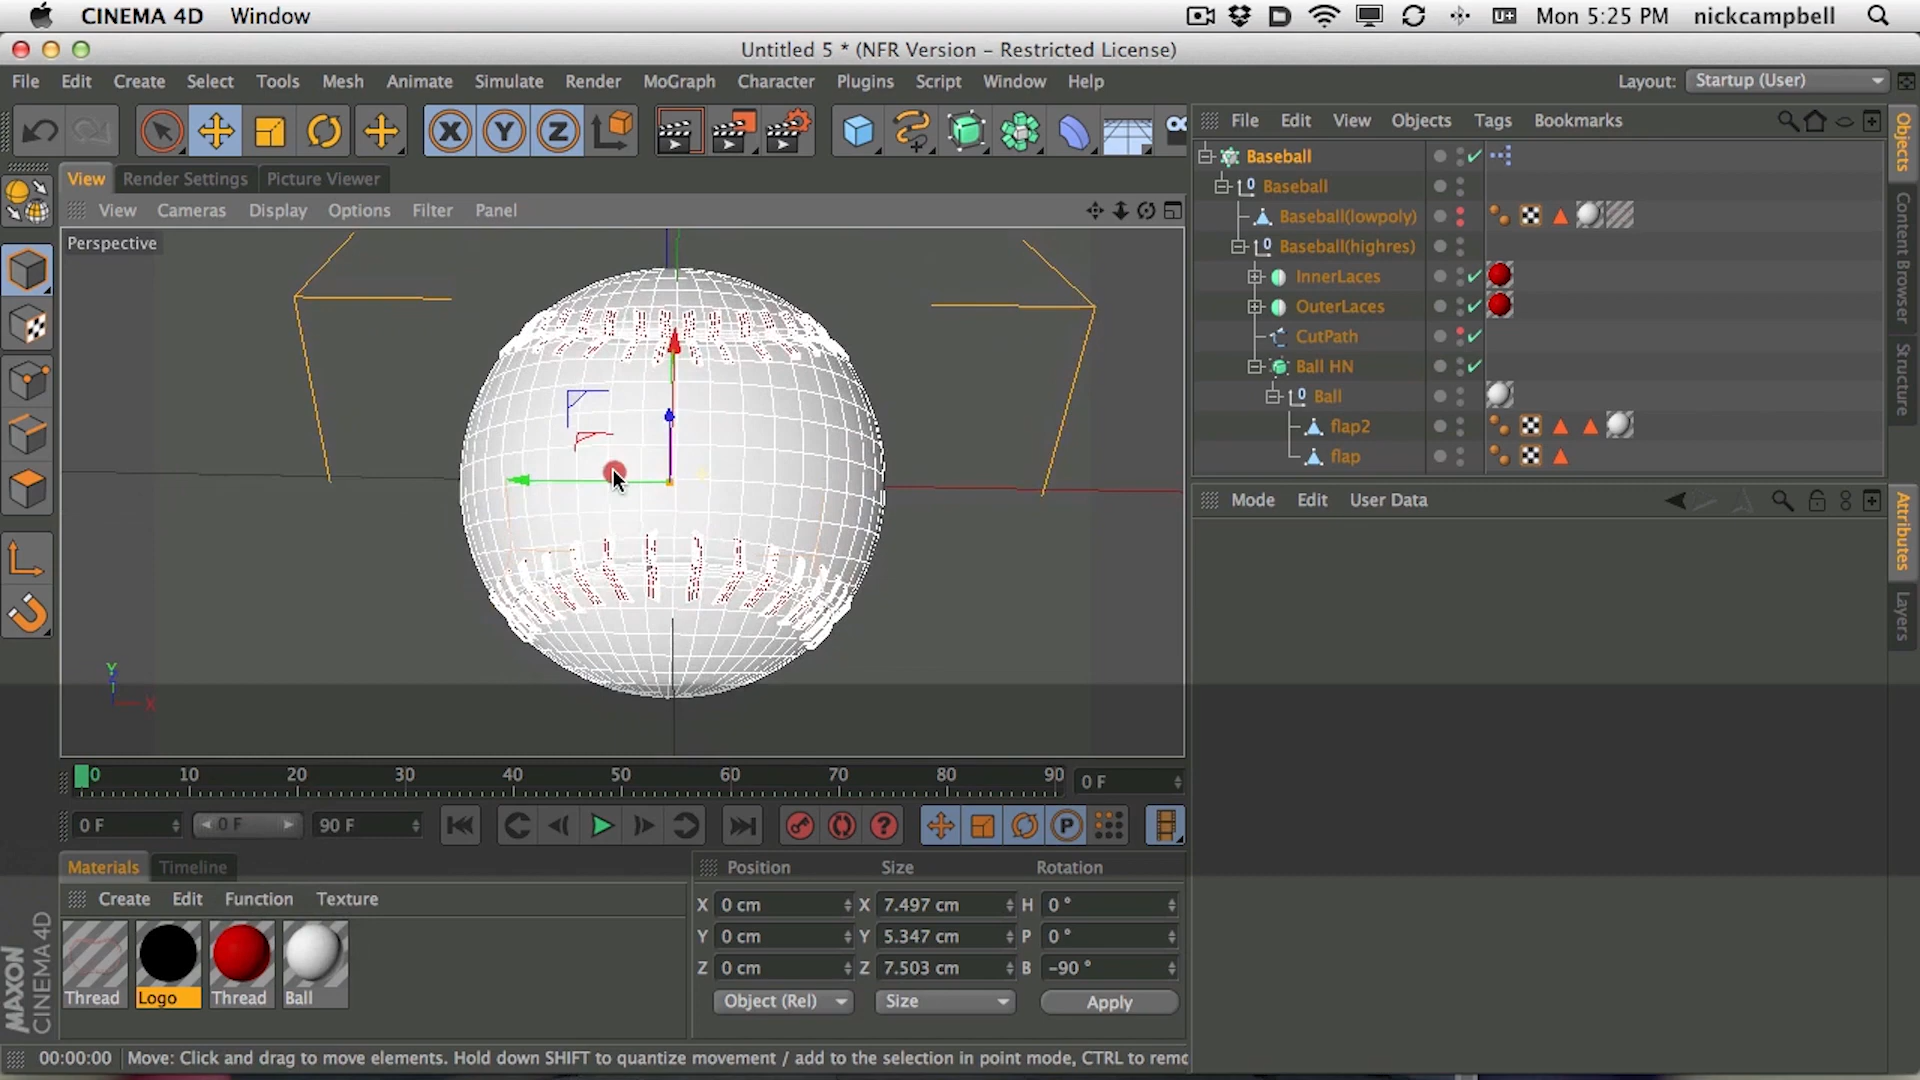 CINEMA 4D Window Mon 5:25 PM nickcampbell
Untitled 5 * (NFR Version – Restricted License)
File Edit Create Select Tools Mesh Animate Simulate Render MoGraph Character Plugins Script Window Help Layout: Startup (User)
X Y Z
File Edit View Objects Tags Bookmarks
Baseball
Baseball
Baseball(lowpoly)
Baseball(highres)
InnerLaces
OuterLaces
CutPath
Ball HN
Ball
flap2
flap
Objects
Content Browser
Structure
View Render Settings Picture Viewer
View Cameras Display Options Filter Panel
Perspective
Y
X
Mode Edit User Data
Attributes
Layers
0 10 20 30 40 50 60 70 80 90 0 F
0 F 0 F 90 F P
Materials Timeline
Create Edit Function Texture
Thread Logo Thread Ball
Position Size Rotation
X 0 cm X 7.497 cm H 0 °
Y 0 cm Y 5.347 cm P 0 °
Z 0 cm Z 7.503 cm B -90 °
Object (Rel) Size Apply
MAXON
CINEMA 4D
00:00:00 Move: Click and drag to move elements. Hold down SHIFT to quantize movement / add to the selection in point mode, CTRL to remo